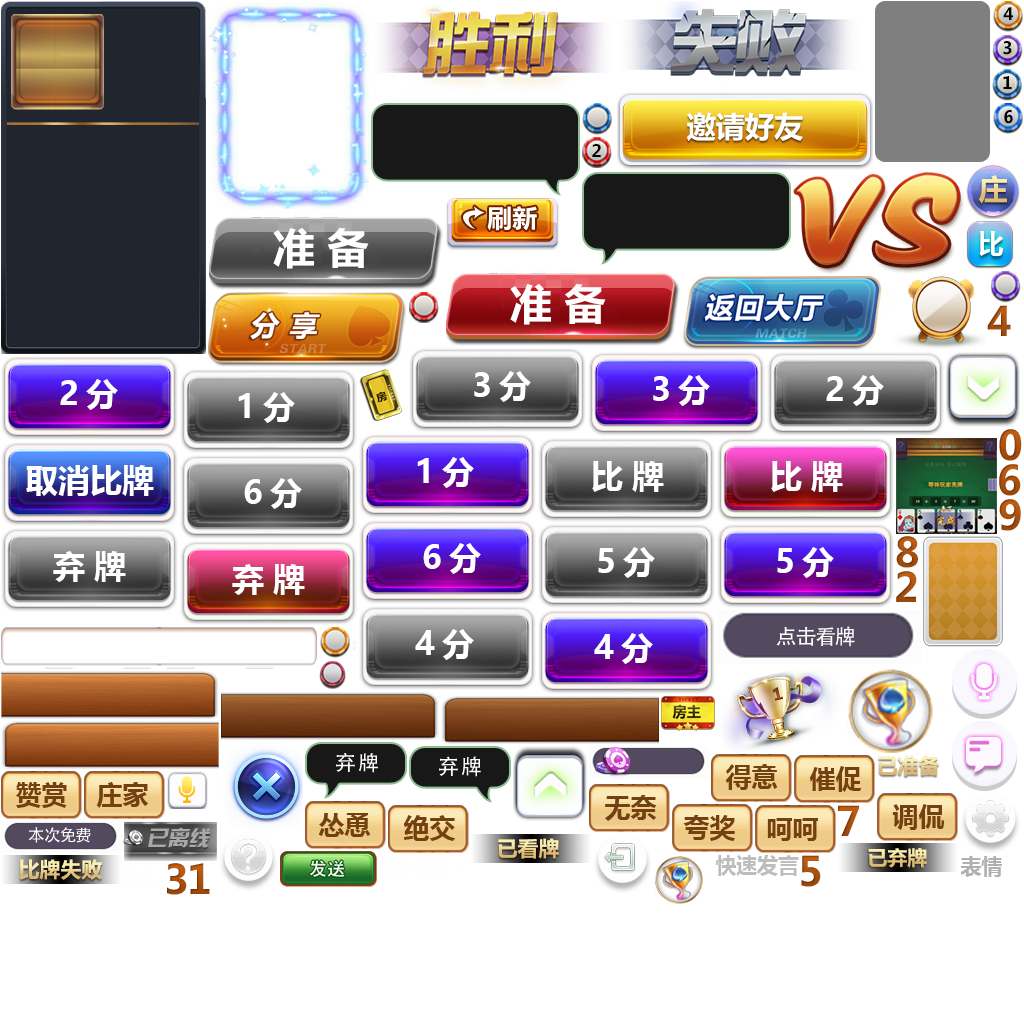 胜利
失败
4
3
1
6
2
邀请好友
VS
庄
比
刷新
准备
准备
分享
START
返回大厅
MATCH
4
2分
1分
房
3分
3分
2分
取消比牌
6分
1分
比牌
比牌
0
6
9
弃牌
弃牌
6分
5分
5分
8
2
4分
4分
点击看牌
房主
1
已准备
弃牌
弃牌
赞赏
庄家
怂恿
绝交
无奈
得意
催促
夸奖
呵呵
7
调侃
本次免费
已离线
已看牌
已弃牌
比牌失败
31
发送
快速发言
5
表情